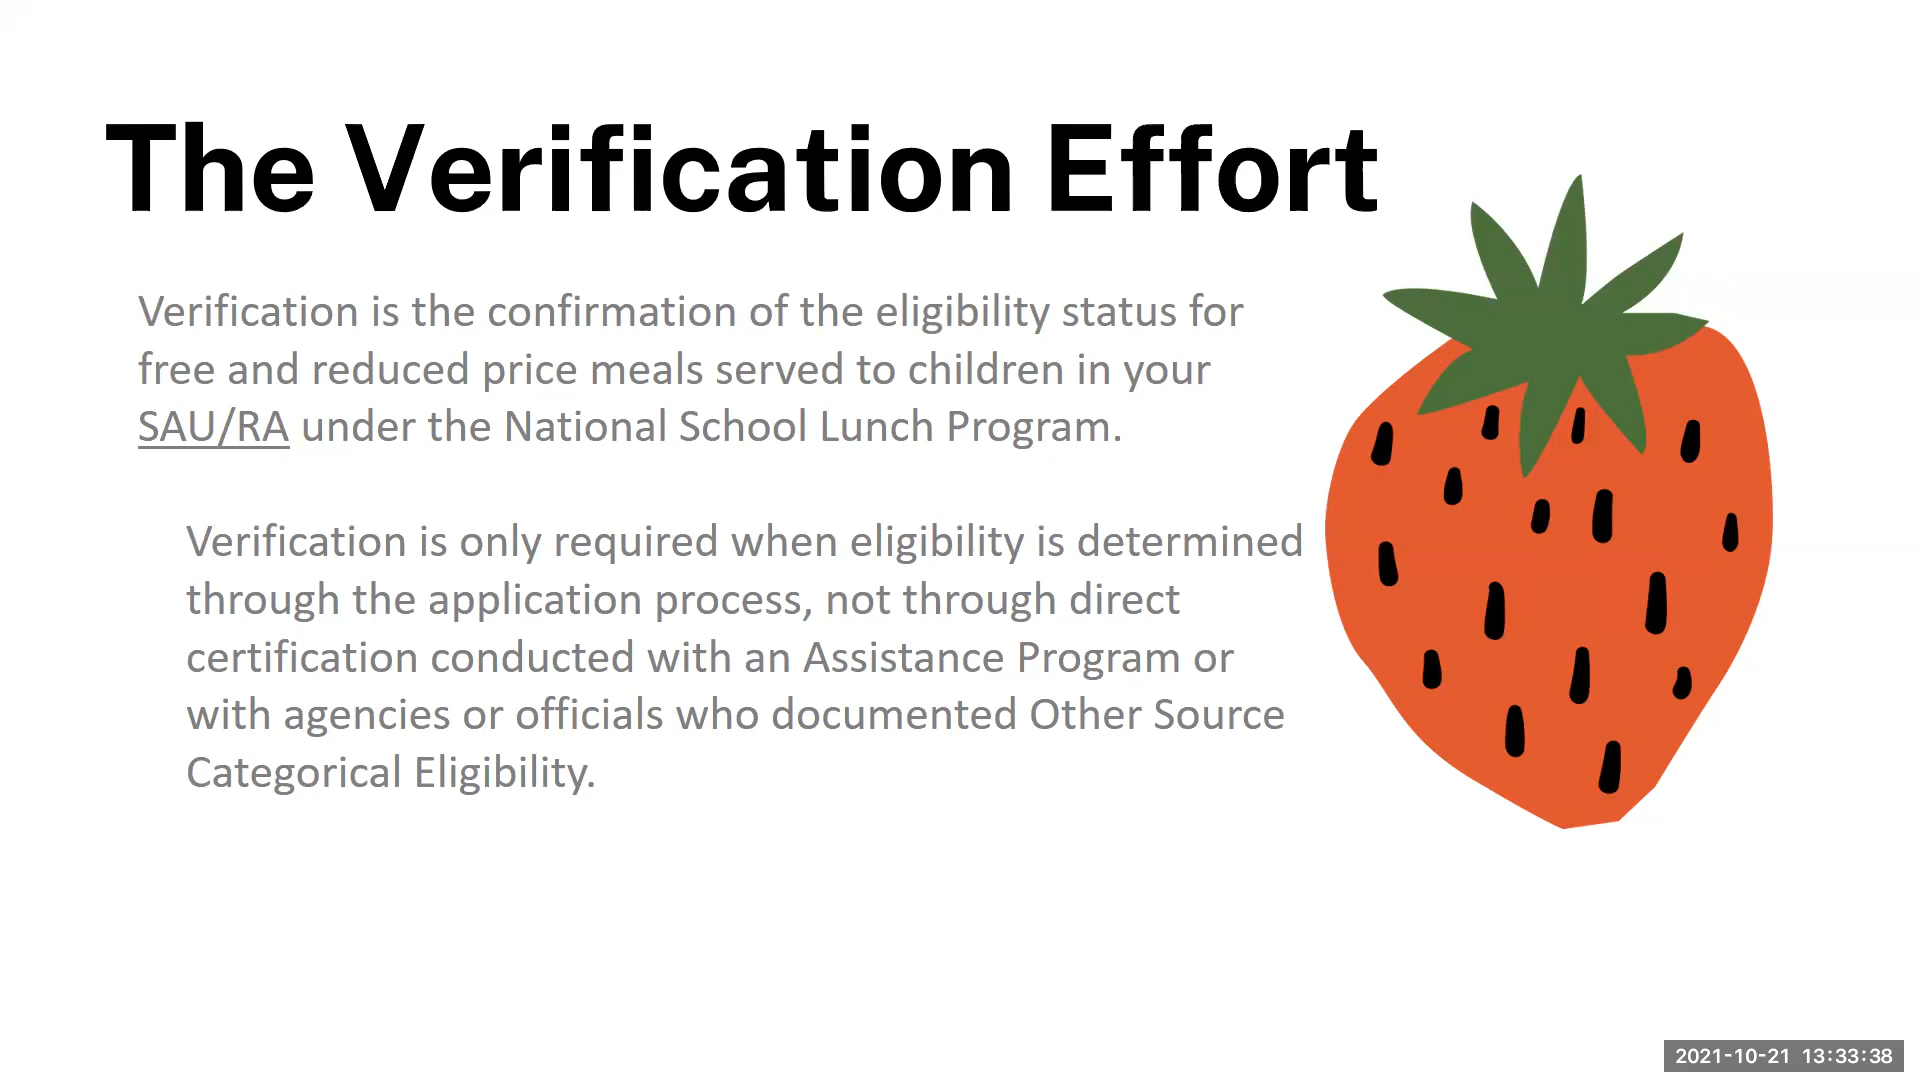 The Verification Effort
Verification is the confirmation of the eligibility status for
free and reduced price meals served to children in your
SAU/RA under the National School Lunch Program.
Verification is only required when eligibility is determined
through the application process, not through direct
certification conducted with an Assistance Program or
with agencies or officials who documented Other Source
Categorical Eligibility.
2021-10-21 13:33:38